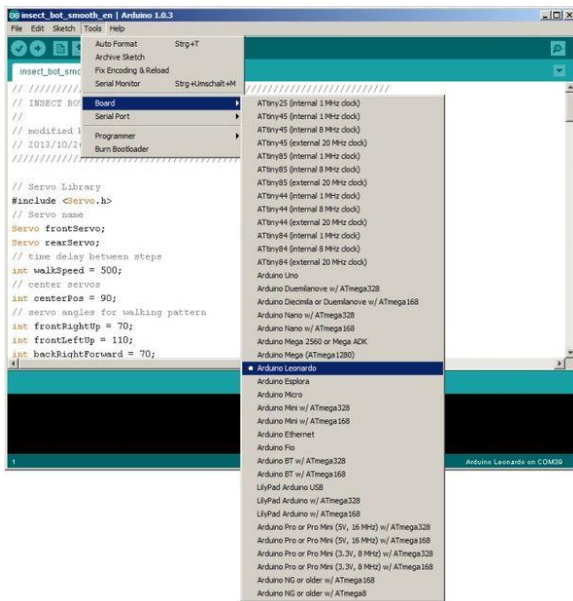 insect_bot_smooth_en | Arduino 1.0.3
File Edit Sketch Tools Help
Auto Format Strg+T
Archive Sketch
Fix Encoding & Reload
Serial Monitor Strg+Umschalt+M
Board
Serial Port
Programmer
Burn Bootloader
insect_bot_smo
// INSECT BO
//
// modified b
// 2013/10/2
// Servo Library
#include <Servo.h>
// Servo name
Servo frontServo;
Servo rearServo;
// time delay between steps
int walkSpeed = 500;
// center servos
int centerPos = 90;
// servo angles for walking pattern
int frontRightUp = 70;
int frontLeftUp = 110;
int backRightForward = 70;
ATtiny25 (internal 1 MHz clock)
ATtiny45 (internal 1 MHz clock)
ATtiny45 (internal 8 MHz clock)
ATtiny45 (external 20 MHz clock)
ATtiny85 (internal 1 MHz clock)
ATtiny85 (internal 8 MHz clock)
ATtiny85 (external 20 MHz clock)
ATtiny44 (internal 1 MHz clock)
ATtiny44 (internal 8 MHz clock)
ATtiny44 (external 20 MHz clock)
ATtiny84 (internal 1 MHz clock)
ATtiny84 (internal 8 MHz clock)
ATtiny84 (external 20 MHz clock)
Arduino Uno
Arduino Duemilanove w/ ATmega328
Arduino Diecimila or Duemilanove w/ ATmega168
Arduino Nano w/ ATmega328
Arduino Nano w/ ATmega168
Arduino Mega 2560 or Mega ADK
Arduino Mega (ATmega1280)
Arduino Leonardo
Arduino Esplora
Arduino Micro
Arduino Mini w/ ATmega328
Arduino Mini w/ ATmega168
Arduino Ethernet
Arduino Fio
Arduino BT w/ ATmega328
Arduino BT w/ ATmega168
LilyPad Arduino USB
LilyPad Arduino w/ ATmega328
LilyPad Arduino w/ ATmega168
Arduino Pro or Pro Mini (5V, 16 MHz) w/ ATmega328
Arduino Pro or Pro Mini (5V, 16 MHz) w/ ATmega168
Arduino Pro or Pro Mini (3.3V, 8 MHz) w/ ATmega328
Arduino Pro or Pro Mini (3.3V, 8 MHz) w/ ATmega168
Arduino NG or older w/ ATmega168
Arduino NG or older w/ ATmega8
1
Arduino Leonardo on COM39